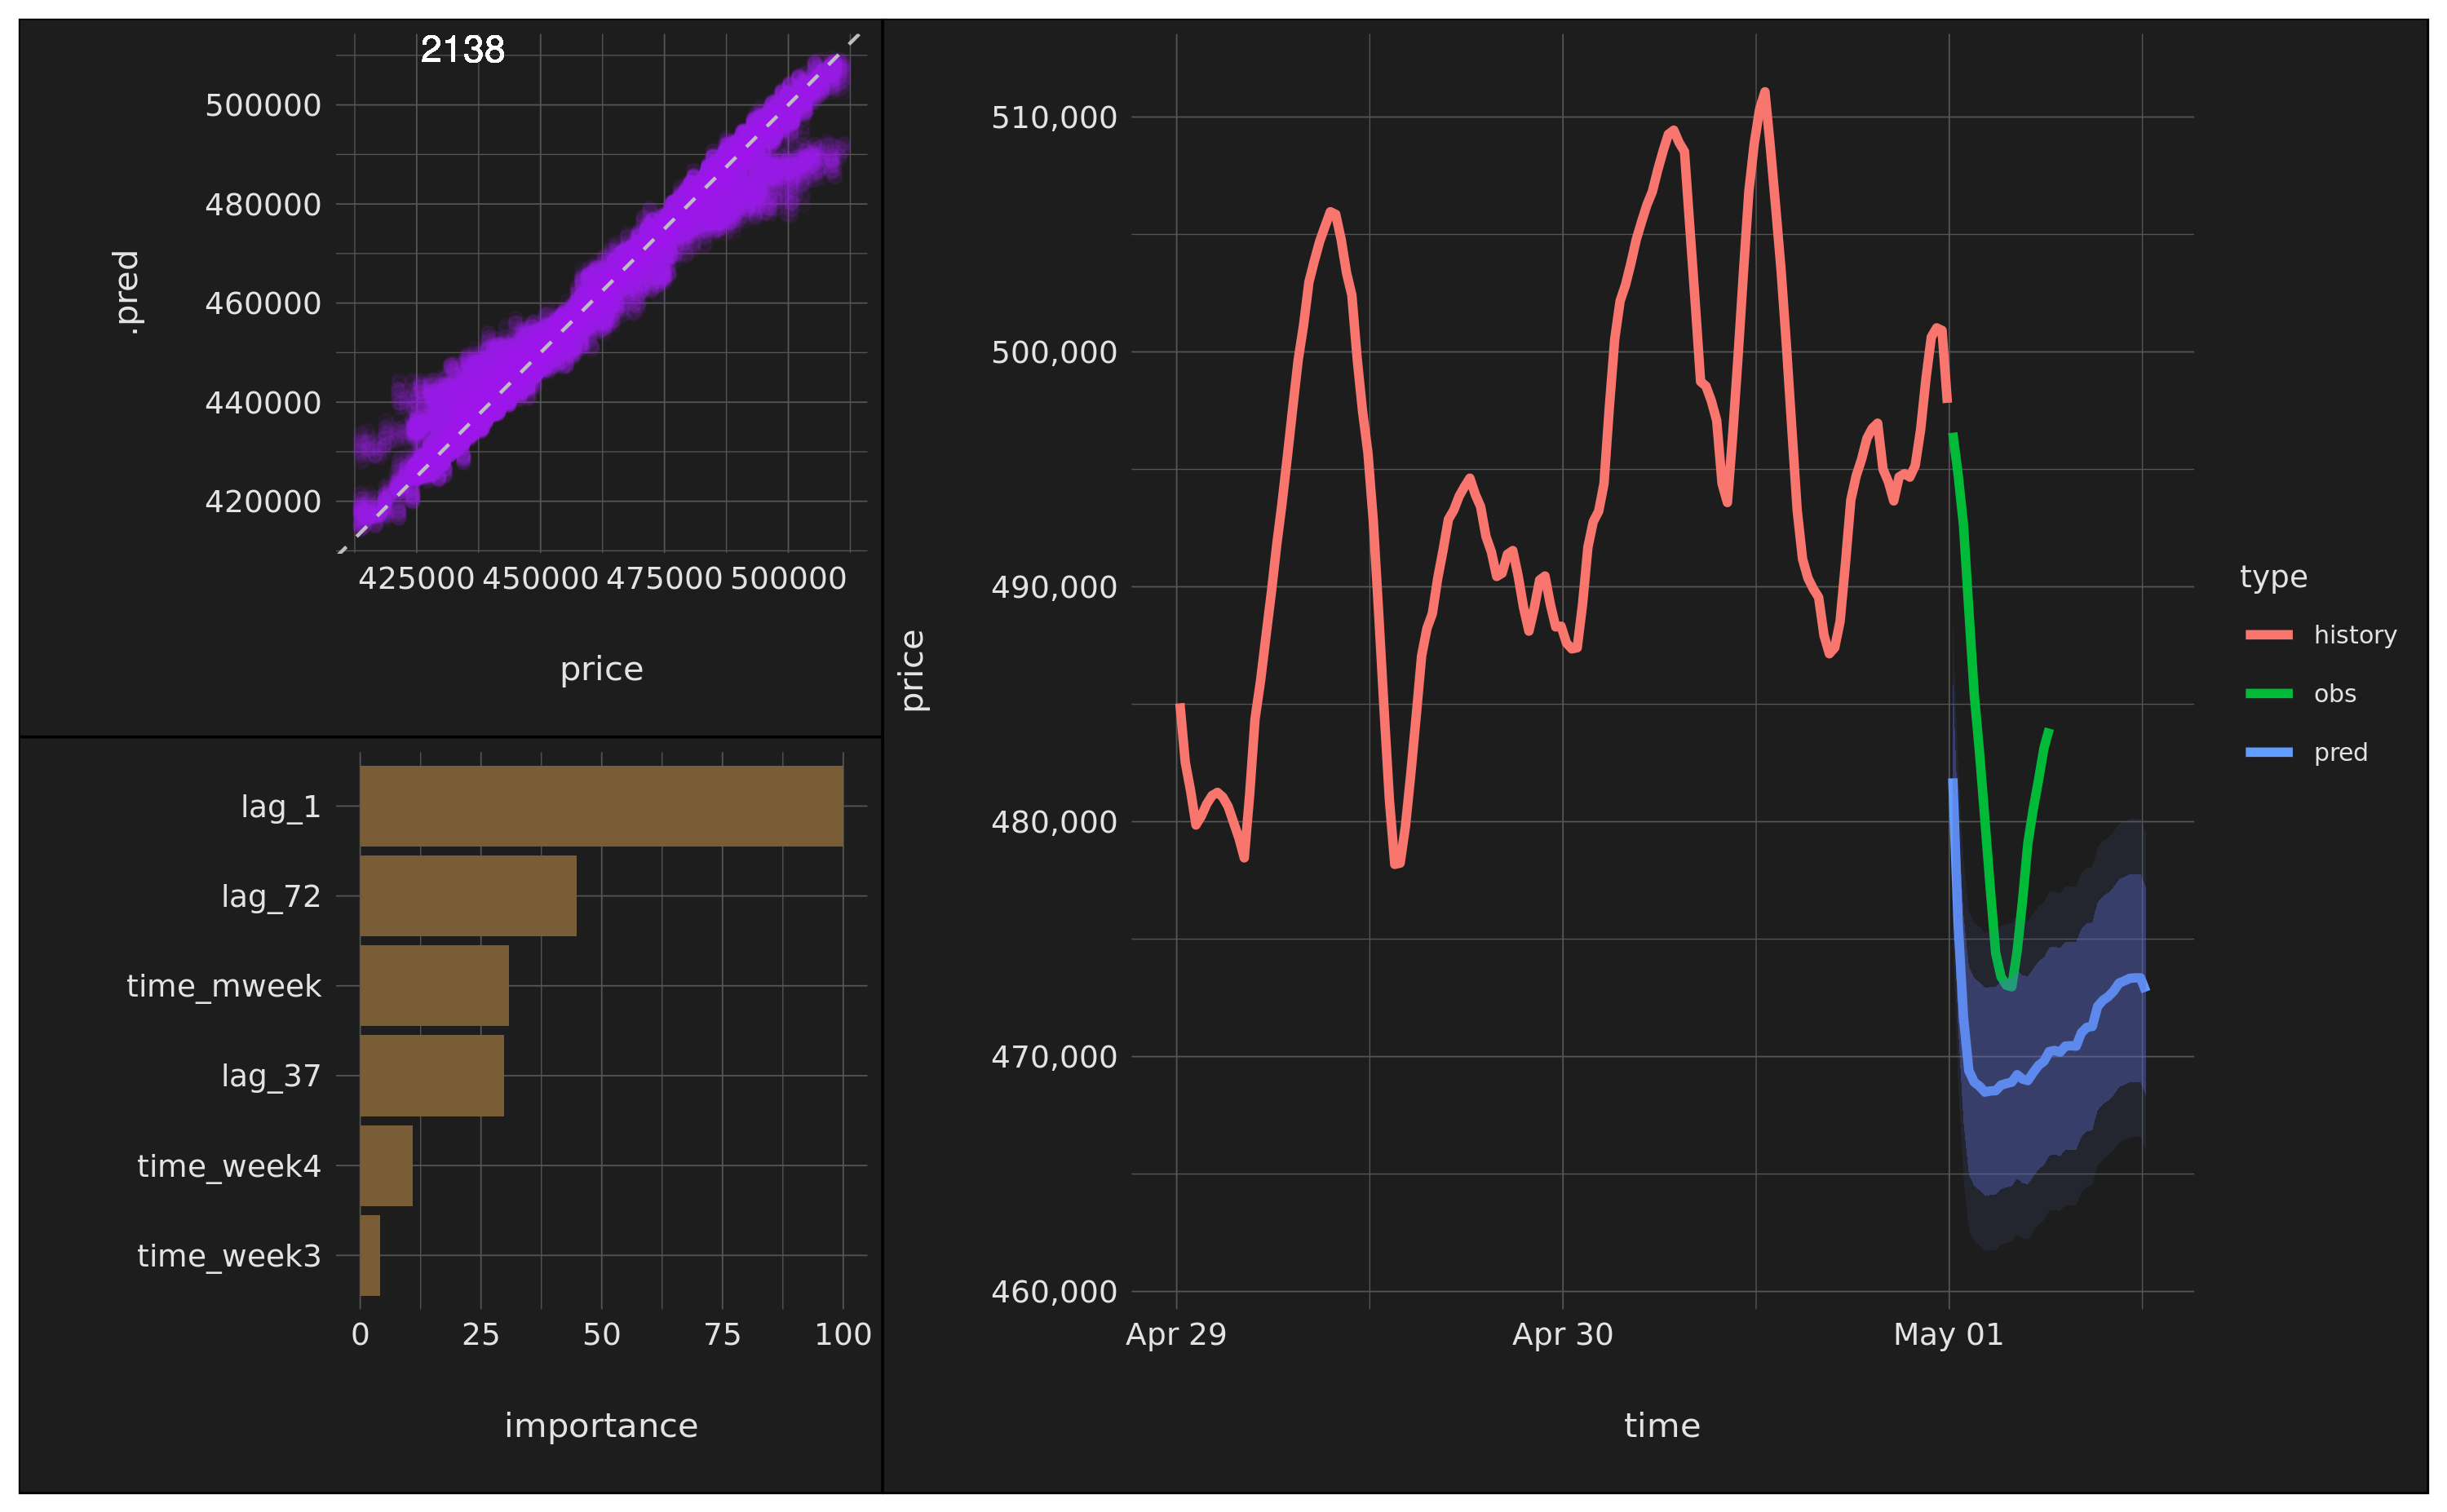 2138
.pred
500000
480000
460000
440000
420000
425000 450000 475000 500000
price
lag_1
lag_72
time_mweek
lag_37
time_week4
time_week3
0 25 50 75 100
importance
price
510,000
500,000
490,000
480,000
470,000
460,000
Apr 29 Apr 30 May 01
time
type
history
obs
pred